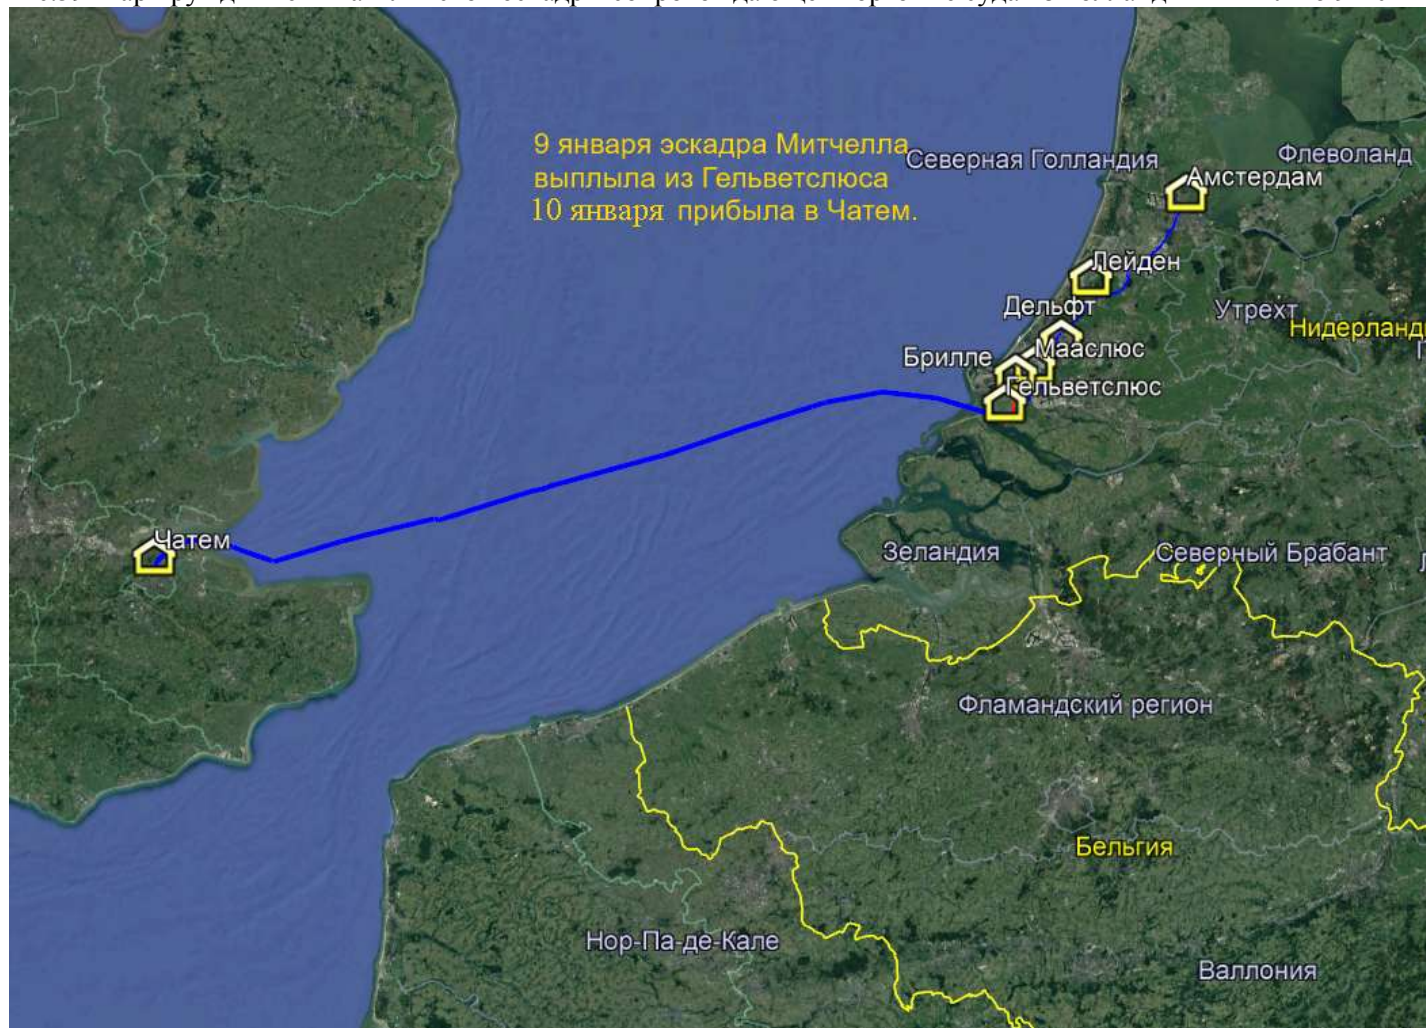 9 января эскадра Митчелла
выплыла из Гельветслюса
10 января прибыла в Чатем.
Северная Голландия
Флеволанд
Амстердам
Лейден
Дельфт
Утрехт
Нидерланд
Мааслюс
Брилле
Гельветслюс
Чатем
Зеландия
Северный Брабант
Фламандский регион
Бельгия
Нор-Па-де-Кале
Валлония